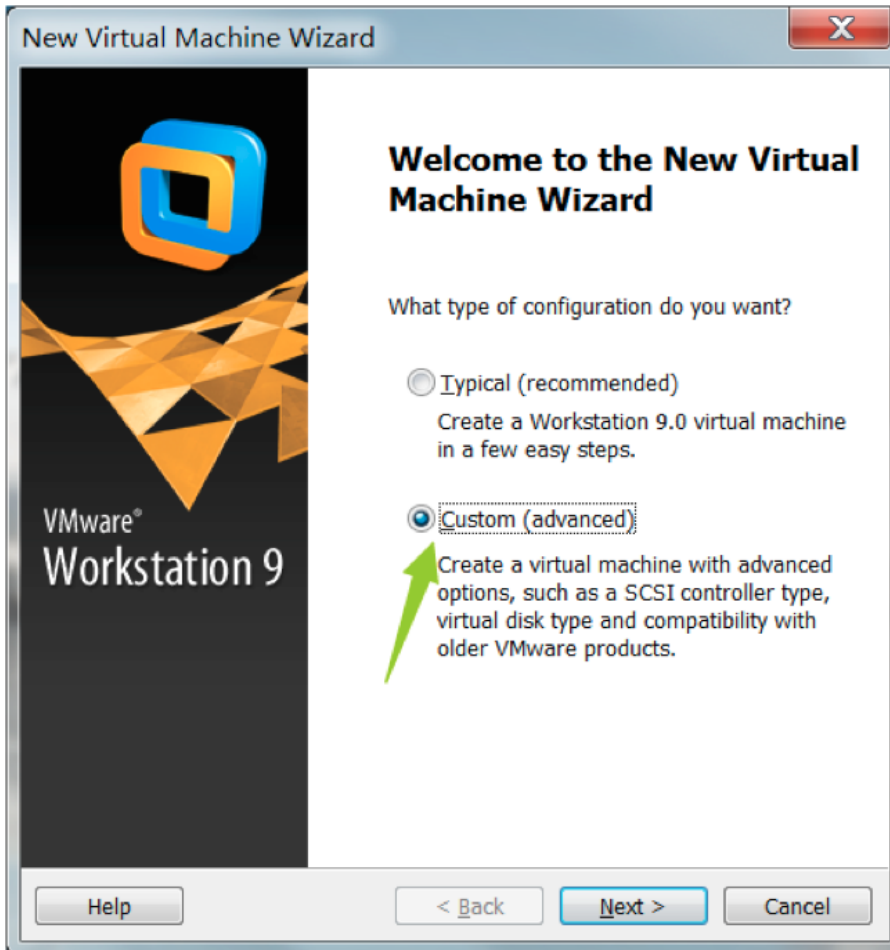 New Virtual Machine Wizard
Welcome to the New Virtual
Machine Wizard
What type of configuration do you want?
Typical (recommended)
Create a Workstation 9.0 virtual machine
in a few easy steps.
Custom (advanced)
Create a virtual machine with advanced
options, such as a SCSI controller type,
virtual disk type and compatibility with
older VMware products.
VMware®
Workstation 9
Help
< Back
Next >
Cancel